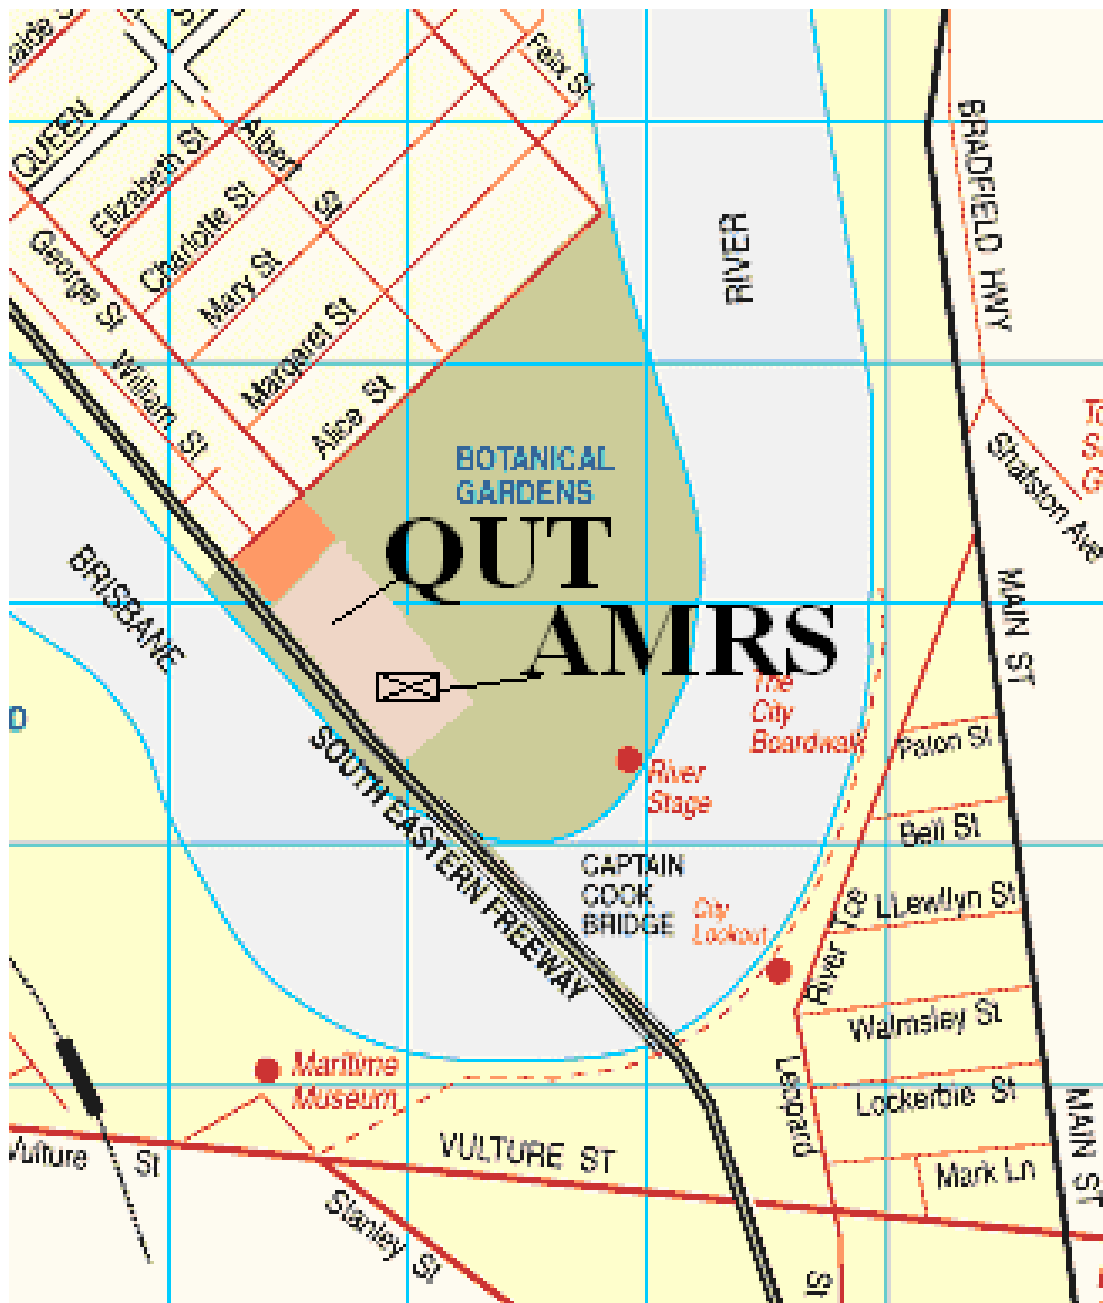 St
Felix St
QUEEN
Elizabeth St
Albert
St
Charlotte St
George St
Mary St
Margaret St
William St
Alice St
RIVER
BRADFIELD HWY
BOTANICAL
GARDENS
Shafston Ave
QUT
AMRS
BRISBANE
MAIN ST
The
City
Boardwalk
Paton St
River
Stage
SOUTH EASTERN FREEWAY
Bell St
CAPTAIN
COOK
BRIDGE
City
Lookout
River Tce
LLewllyn St
Walmsley St
Maritime
Museum
Leopard
St
Lockerbie St
MAIN ST
Vulture St
VULTURE ST
Mark Ln
Stanley St